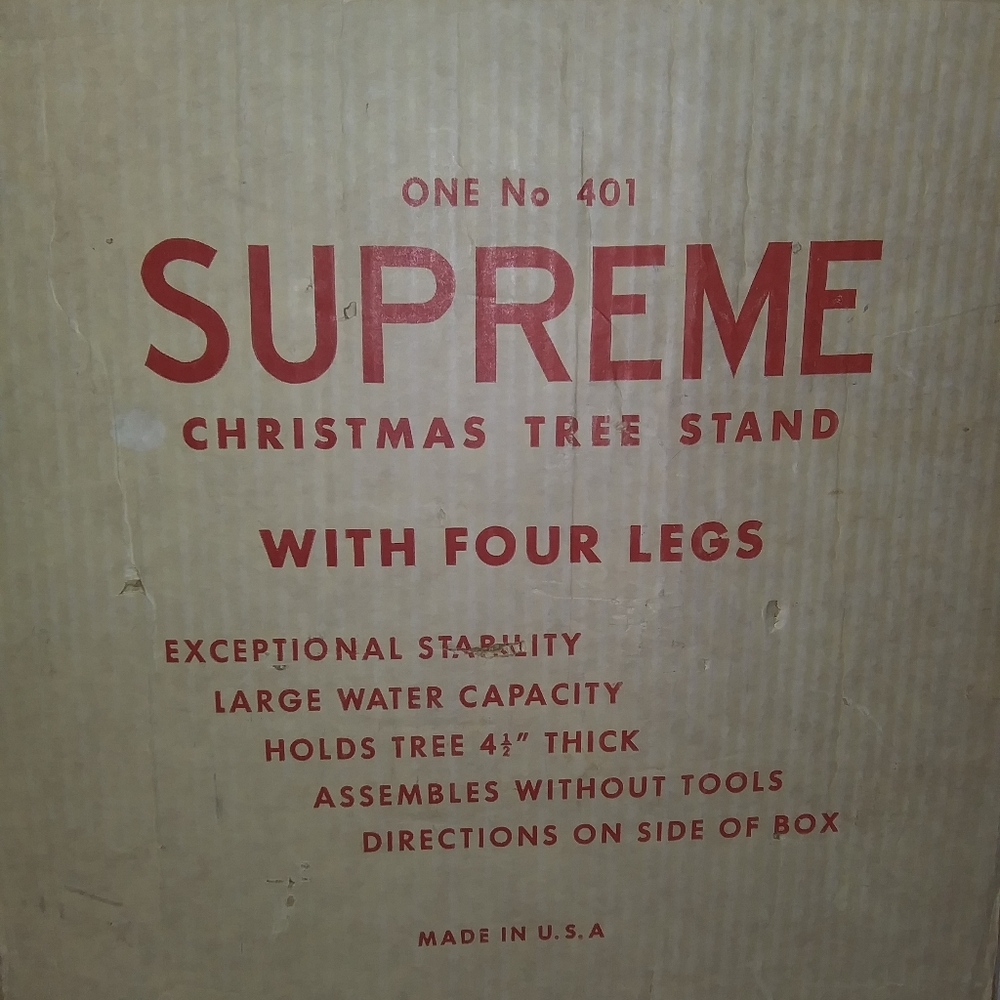 ONE No 401
SUPREME
CHRISTMAS TREE STAND
WITH FOUR LEGS
EXCEPTIONAL STABILITY
LARGE WATER CAPACITY
HOLDS TREE 4½" THICK
ASSEMBLES WITHOUT TOOLS
DIRECTIONS ON SIDE OF BOX
MADE IN U.S.A